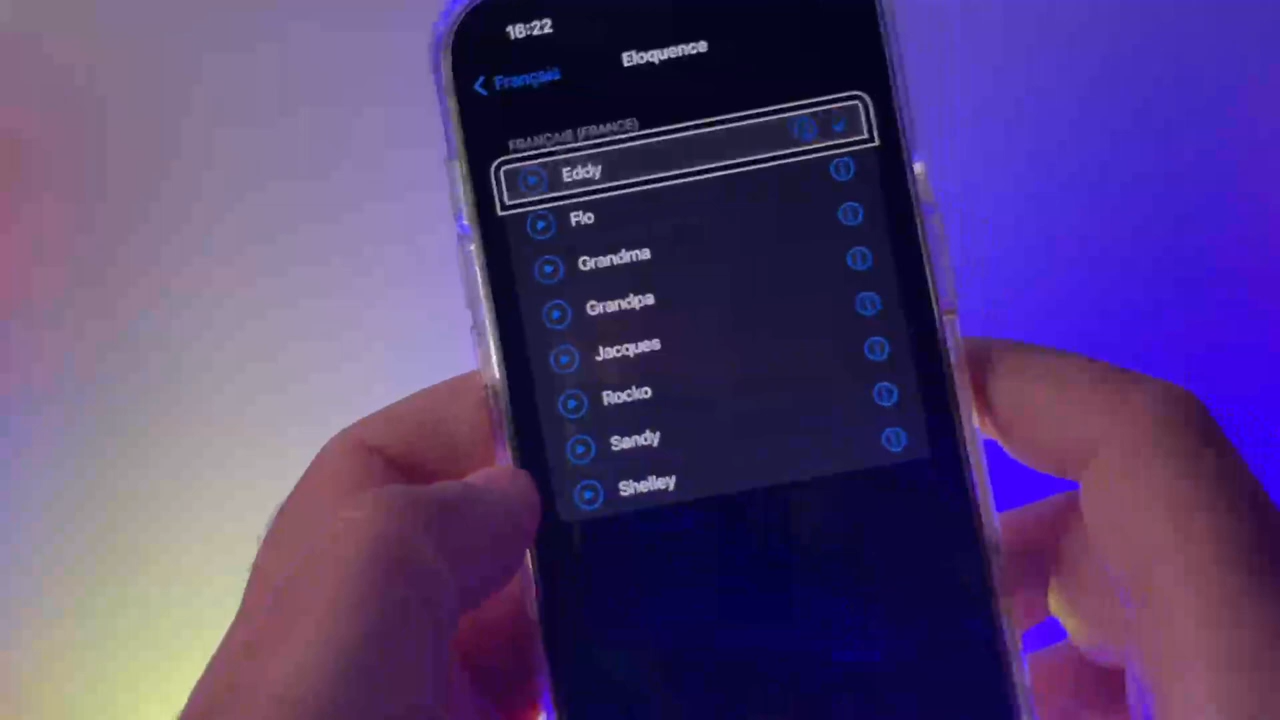 16:22
Français
Eloquence
FRANÇAIS (FRANCE)
Eddy
Flo
Grandma
Grandpa
Jacques
Rocko
Sandy
Shelley